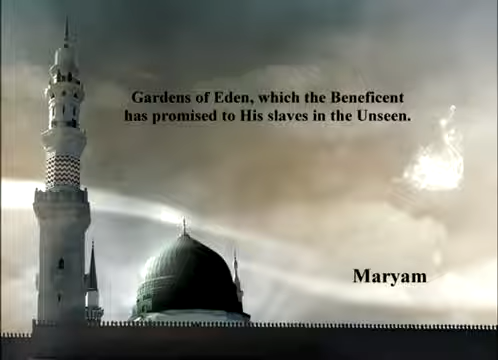 Gardens of Eden, which the Beneficent
has promised to His slaves in the Unseen.
Maryam